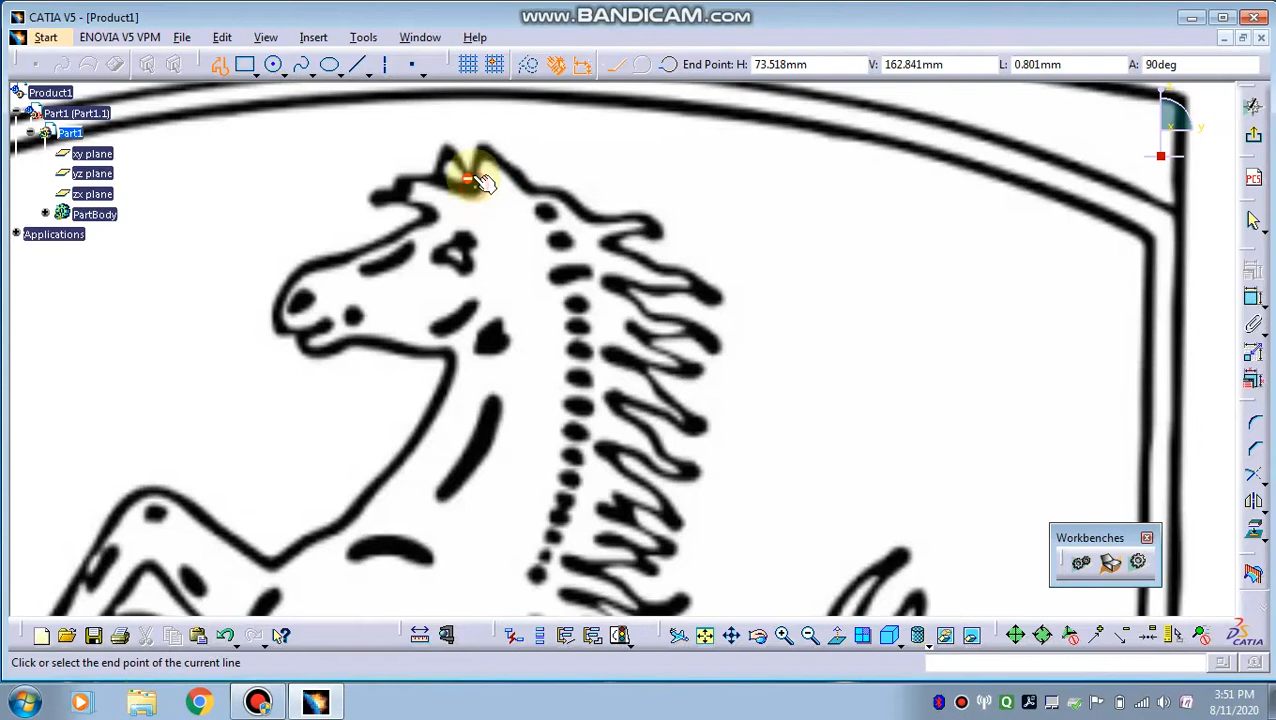 CATIA V5 - [Product1]
www.BANDICAM.com
Start
ENOVIA V5 VPM
File
Edit
View
Insert
Tools
Window
Help
End Point: H:
73.518mm
V:
162.841mm
L:
0.801mm
A:
90deg
Product1
Part1 (Part1.1)
Part1
xy plane
yz plane
zx plane
PartBody
Applications
z
x
y
PCS
Workbenches
CATIA
Click or select the end point of the current line
3:51 PM
8/11/2020